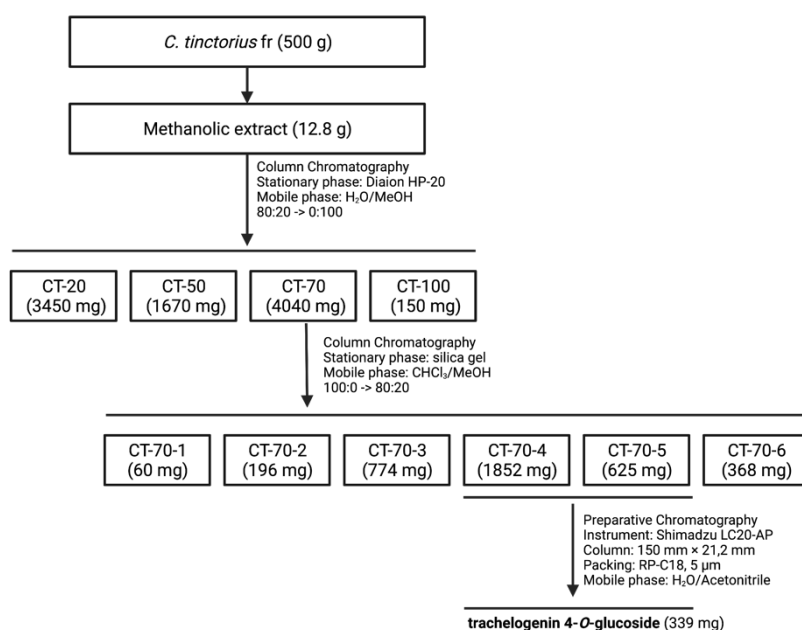 C. tinctorius fr (500 g)
Methanolic extract (12.8 g)
Column Chromatography
Stationary phase: Diaion HP-20
Mobile phase: H₂O/MeOH
80:20 -> 0:100
CT-20
(3450 mg)
CT-50
(1670 mg)
CT-70
(4040 mg)
CT-100
(150 mg)
Column Chromatography
Stationary phase: silica gel
Mobile phase: CHCl₃/MeOH
100:0 -> 80:20
CT-70-1
(60 mg)
CT-70-2
(196 mg)
CT-70-3
(774 mg)
CT-70-4
(1852 mg)
CT-70-5
(625 mg)
CT-70-6
(368 mg)
Preparative Chromatography
Instrument: Shimadzu LC20-AP
Column: 150 mm × 21,2 mm
Packing: RP-C18, 5 µm
Mobile phase: H₂O/Acetonitrile
trachelogenin 4-O-glucoside (339 mg)